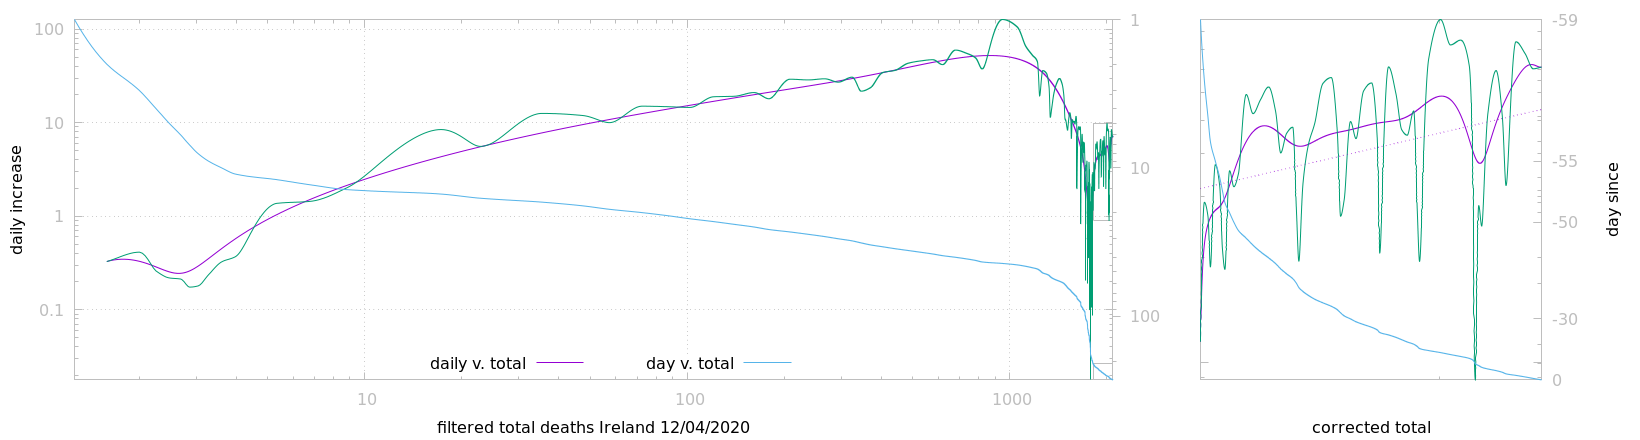 100
10
1
0.1
daily increase
10
100
1000
1
10
100
daily v. total
day v. total
filtered total deaths Ireland 12/04/2020
-59
-55
-50
-30
0
day since
corrected total